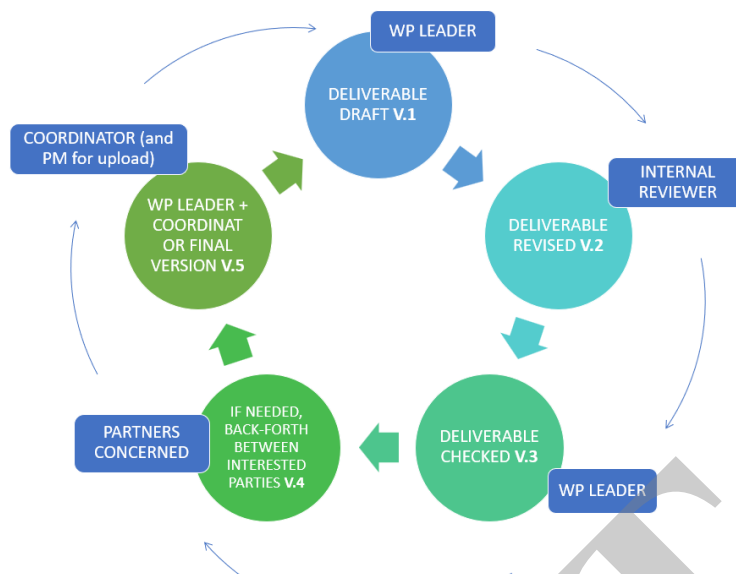 WP LEADER
DELIVERABLE
DRAFT V.1
INTERNAL
REVIEWER
DELIVERABLE
REVISED V.2
DELIVERABLE
CHECKED V.3
WP LEADER
IF NEEDED,
BACK-FORTH
BETWEEN
INTERESTED
PARTIES V.4
PARTNERS
CONCERNED
WP LEADER +
COORDINAT
OR FINAL
VERSION V.5
COORDINATOR (and
PM for upload)